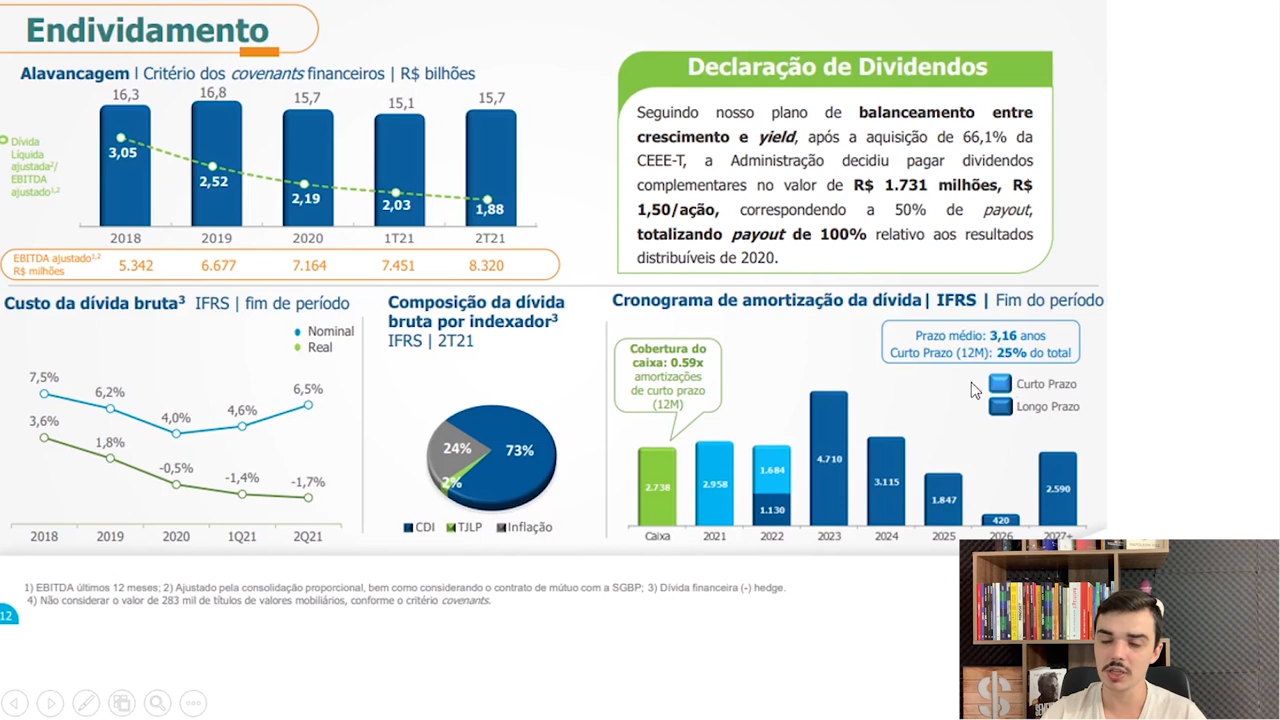 Endividamento
Alavancagem | Critério dos covenants financeiros | R$ bilhões
16,3
16,8
15,7
15,1
15,7
Dívida
Líquida
ajustada²/
EBITDA
ajustado¹,²
3,05
2,52
2,19
2,03
1,88
2018
2019
2020
1T21
2T21
EBITDA ajustado¹,²
R$ milhões
5.342
6.677
7.164
7.451
8.320
Declaração de Dividendos
Seguindo nosso plano de balanceamento entre
crescimento e yield, após a aquisição de 66,1% da
CEEE-T, a Administração decidiu pagar dividendos
complementares no valor de R$ 1.731 milhões, R$
1,50/ação, correspondendo a 50% de payout,
totalizando payout de 100% relativo aos resultados
distribuíveis de 2020.
Custo da dívida bruta³ IFRS | fim de período
Nominal
Real
7,5%
6,2%
4,0%
4,6%
6,5%
3,6%
1,8%
-0,5%
-1,4%
-1,7%
2018
2019
2020
1Q21
2Q21
Composição da dívida
bruta por indexador³
IFRS | 2T21
24%
73%
2%
CDI
TJLP
Inflação
Cronograma de amortização da dívida | IFRS | Fim do período
Prazo médio: 3,16 anos
Curto Prazo (12M): 25% do total
Cobertura do
caixa: 0.59x
amortizações
de curto prazo
(12M)
Curto Prazo
Longo Prazo
2.738
2.958
1.684
1.130
4.710
3.115
1.847
420
2.590
Caixa
2021
2022
2023
2024
2025
2026
2027+
1) EBITDA últimos 12 meses; 2) Ajustado pela consolidação proporcional, bem como considerando o contrato de mútuo com a SGBP; 3) Dívida financeira (-) hedge.
4) Não considerar o valor de 283 mil de títulos de valores mobiliários, conforme o critério covenants.
12